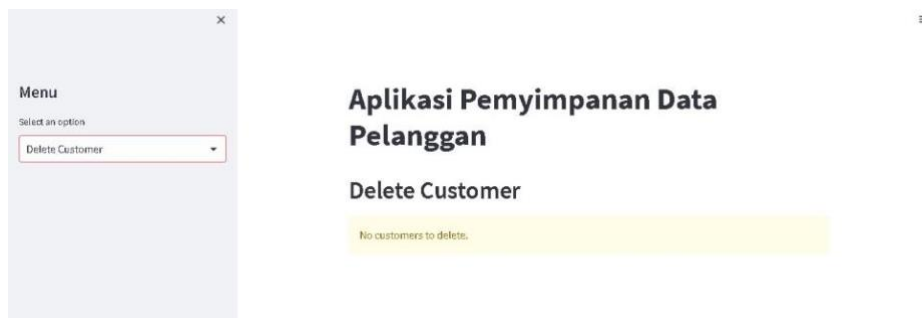 Menu
Select an option
Delete Customer
Aplikasi Pemyimpanan Data
Pelanggan
Delete Customer
No customers to delete.